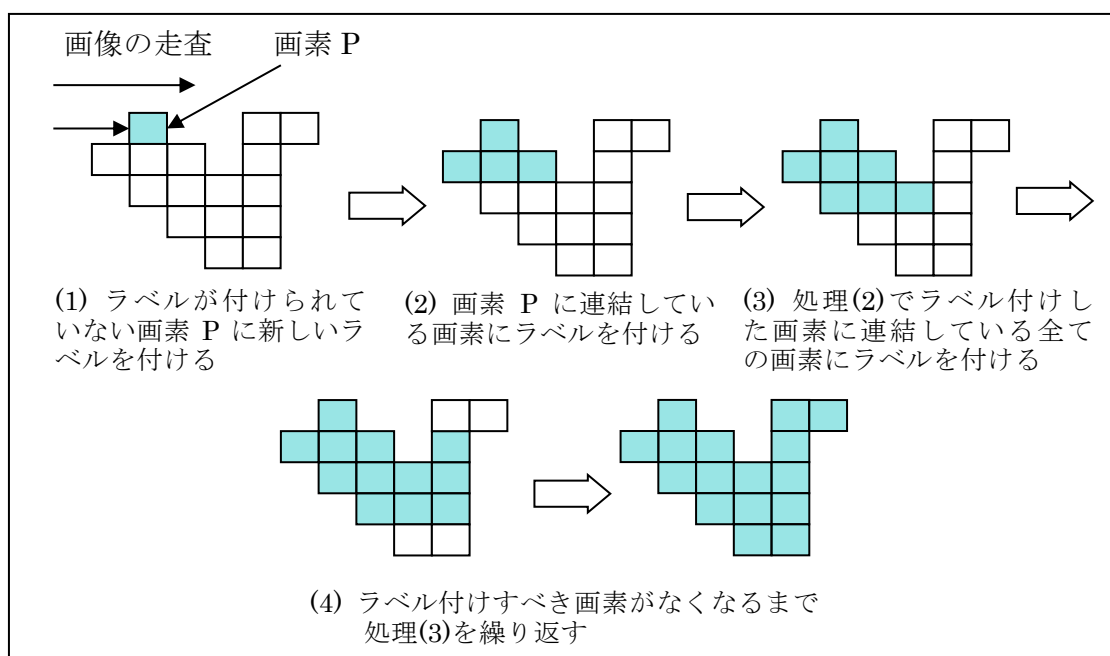 画像の走査 画素 P
(1) ラベルが付けられて
いない画素 P に新しいラ
ベルを付ける
(2) 画素 P に連結してい
る画素にラベルを付ける
(3) 処理(2)でラベル付けし
た画素に連結している全て
の画素にラベルを付ける
(4) ラベル付けすべき画素がなくなるまで
処理(3)を繰り返す